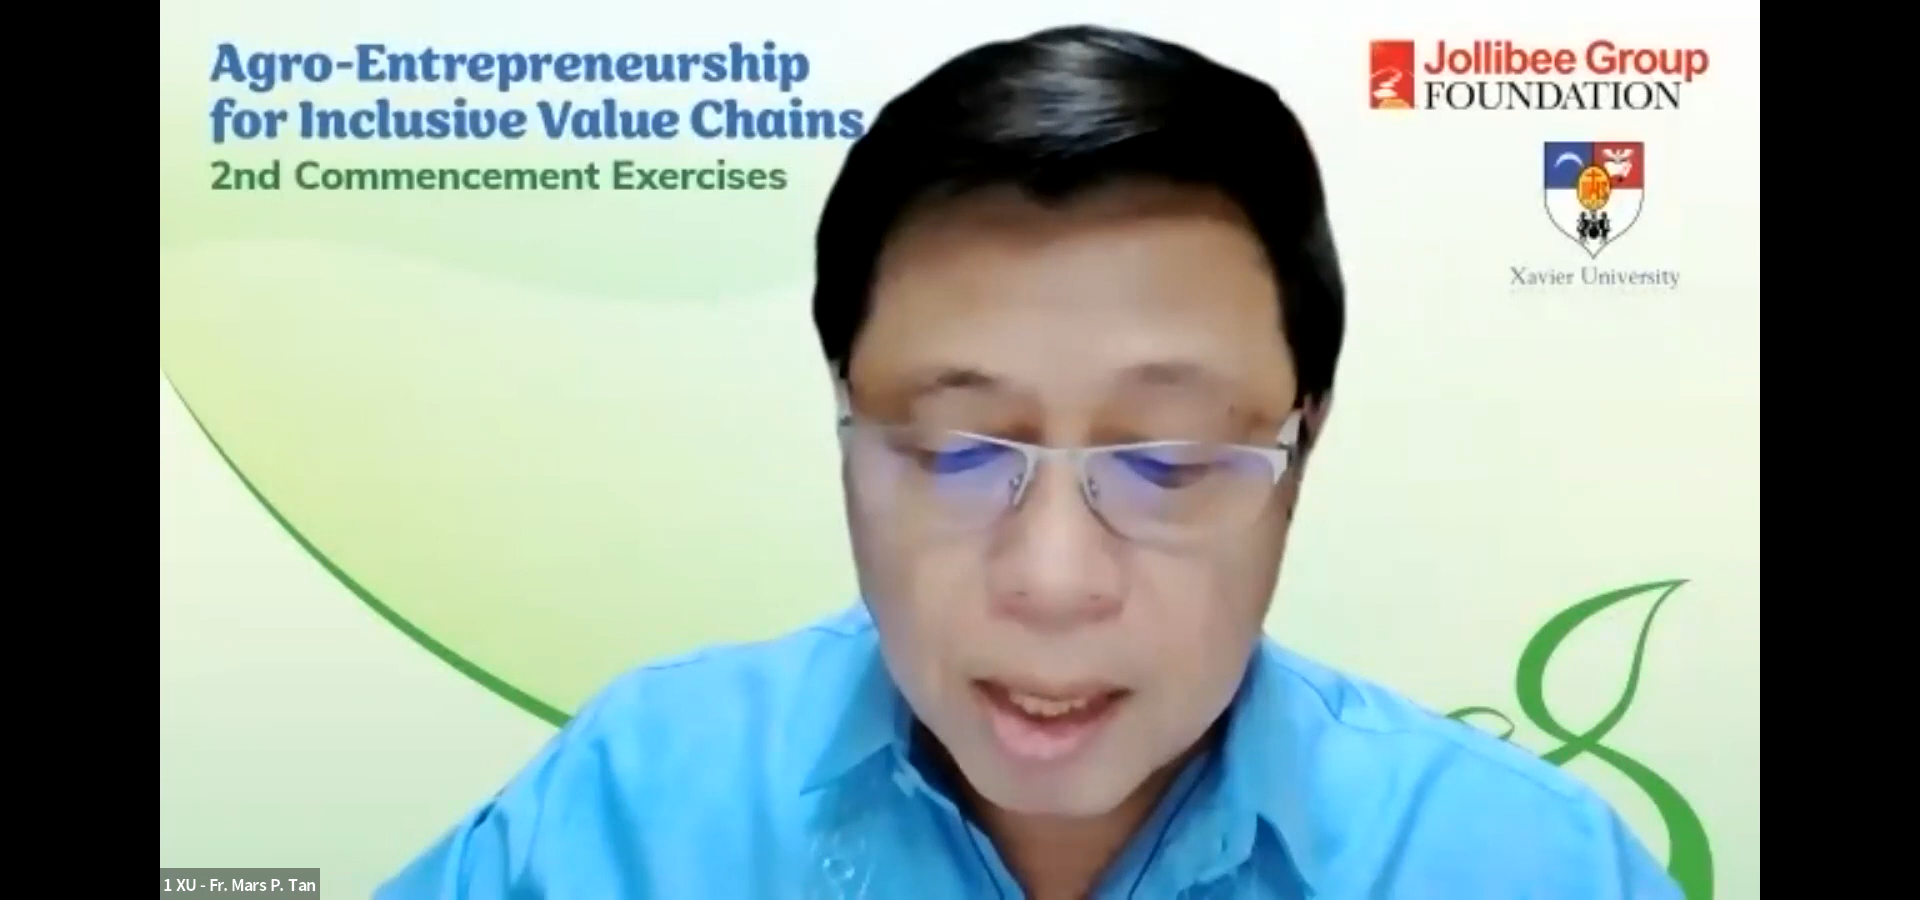 Agro-Entrepreneurship
for Inclusive Value Chains
2nd Commencement Exercises
Jollibee Group
FOUNDATION
IHS
Xavier University
1 XU - Fr. Mars P. Tan